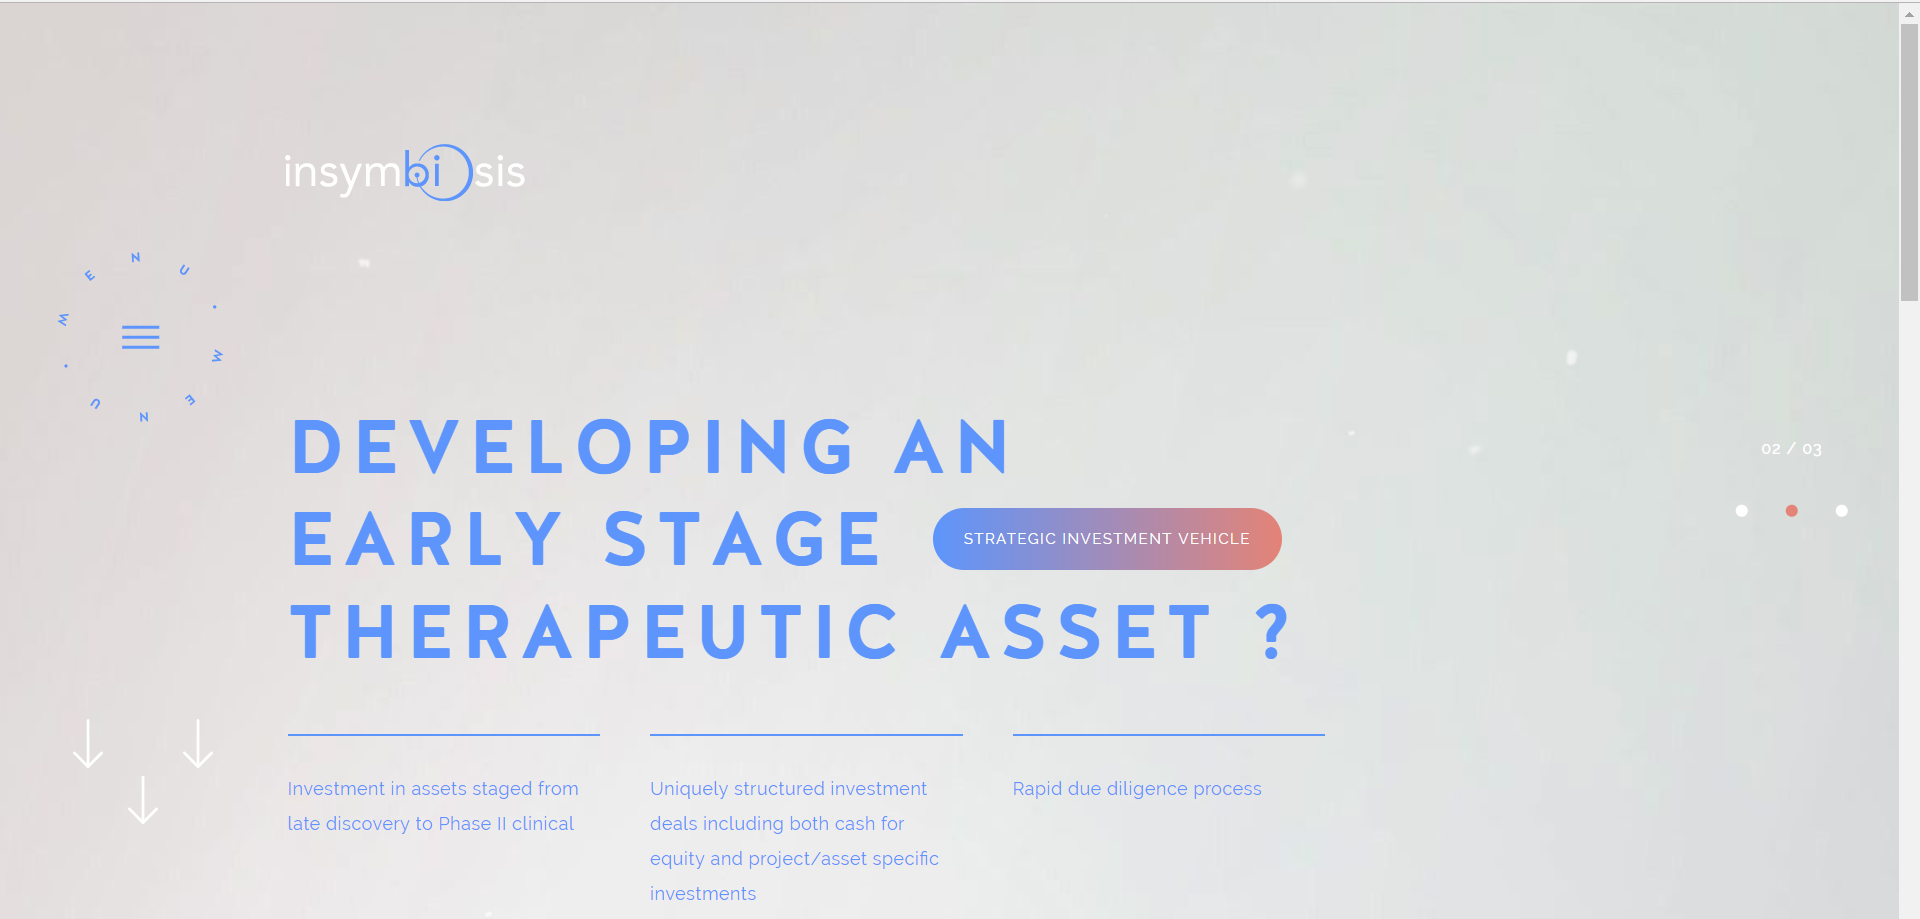 insymbiosis
MENU · MENU ·
DEVELOPING AN
EARLY STAGE
STRATEGIC INVESTMENT VEHICLE
THERAPEUTIC ASSET ?
02 / 03
Investment in assets staged from
late discovery to Phase II clinical
Uniquely structured investment
deals including both cash for
equity and project/asset specific
investments
Rapid due diligence process